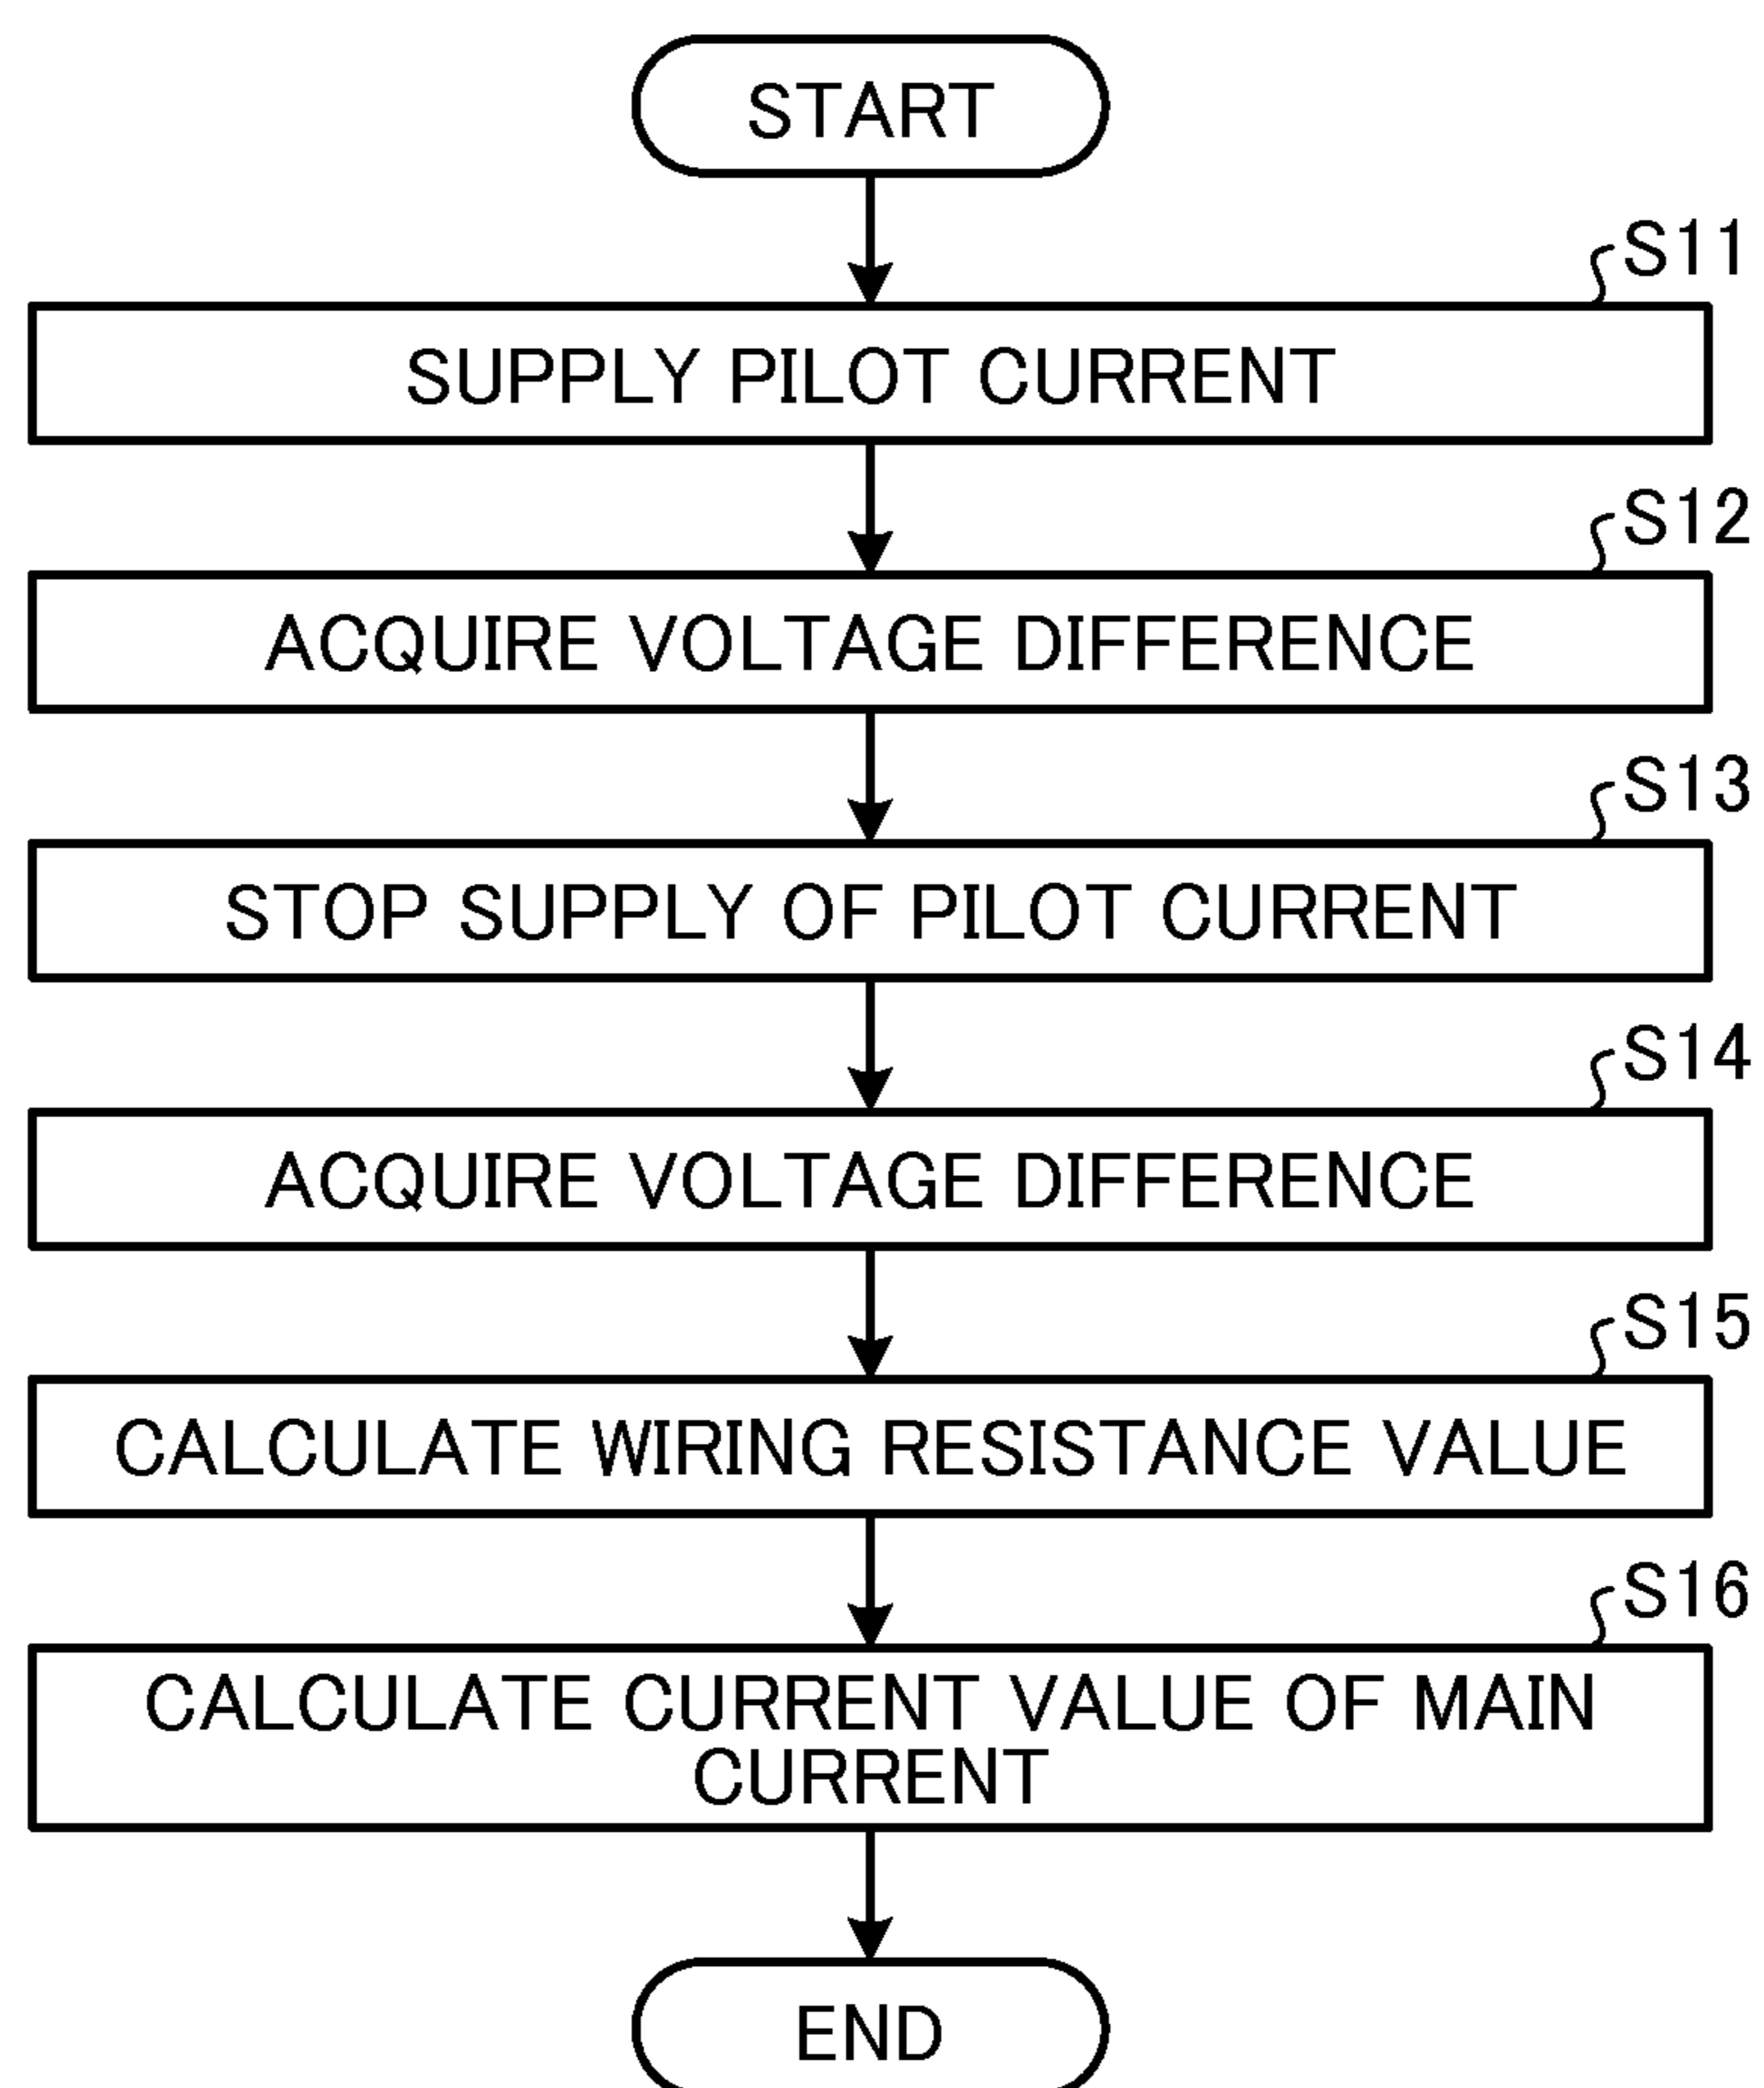 START
S11
SUPPLY PILOT CURRENT
S12
ACQUIRE VOLTAGE DIFFERENCE
S13
STOP SUPPLY OF PILOT CURRENT
S14
ACQUIRE VOLTAGE DIFFERENCE
S15
CALCULATE WIRING RESISTANCE VALUE
S16
CALCULATE CURRENT VALUE OF MAIN
CURRENT
END